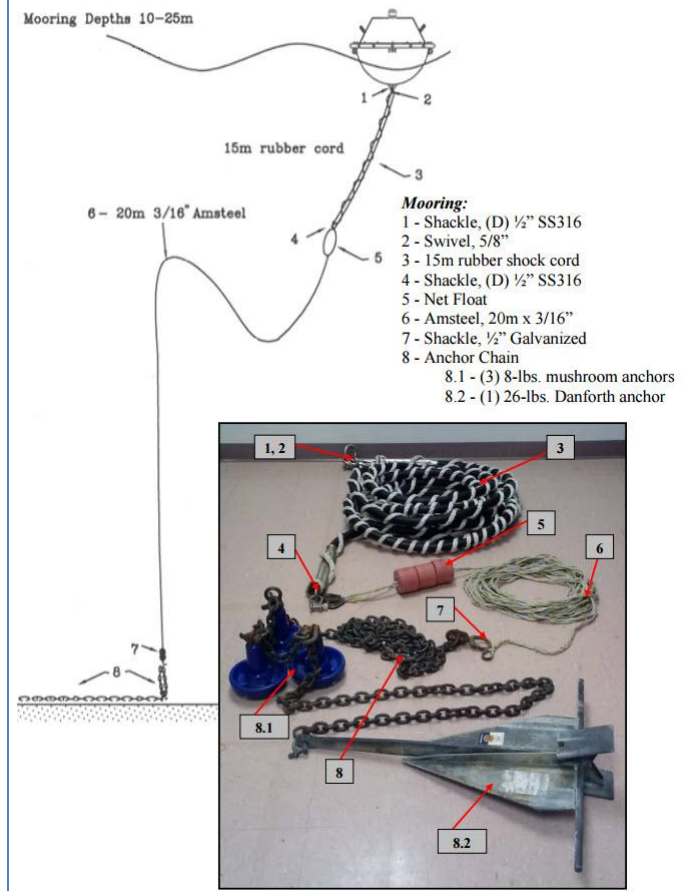 Mooring Depths 10-25m
1
2
15m rubber cord
3
6- 20m 3/16" Amsteel
4
5
Mooring:
1 - Shackle, (D) ½” SS316
2 - Swivel, 5/8”
3 - 15m rubber shock cord
4 - Shackle, (D) ½” SS316
5 - Net Float
6 - Amsteel, 20m x 3/16”
7 - Shackle, ½” Galvanized
8 - Anchor Chain
8.1 - (3) 8-lbs. mushroom anchors
8.2 - (1) 26-lbs. Danforth anchor
7
8
1, 2
3
4
5
6
7
8.1
8
8.2